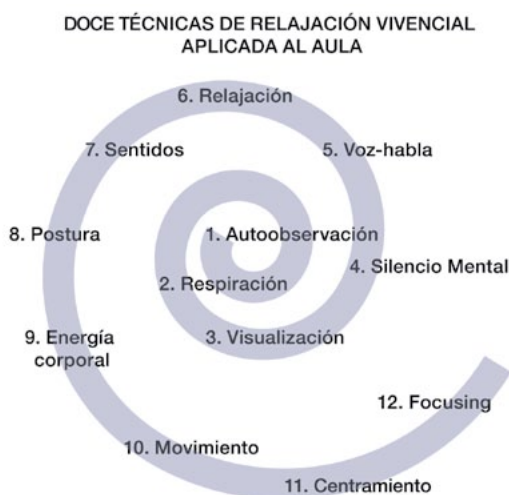 DOCE TÉCNICAS DE RELAJACIÓN VIVENCIAL
APLICADA AL AULA
6. Relajación
7. Sentidos
5. Voz-habla
8. Postura
1. Autoobservación
4. Silencio Mental
2. Respiración
9. Energía
corporal
3. Visualización
12. Focusing
10. Movimiento
11. Centramiento